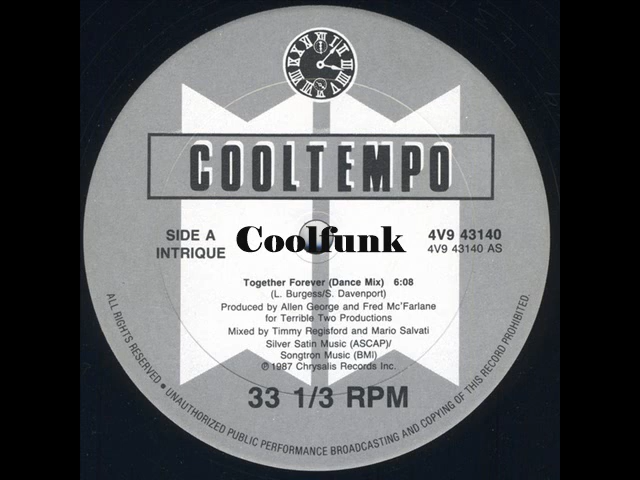 COOLTEMPO
SIDE A
INTRIQUE
Coolfunk
4V9 43140
4V9 43140 AS
Together Forever (Dance Mix) 6:08
(L. Burgess/S. Davenport)
Produced by Allen George and Fred Mc'Farlane
for Terrible Two Productions
Mixed by Timmy Regisford and Mario Salvati
Silver Satin Music (ASCAP)/
Songtron Music (BMI)
℗ 1987 Chrysalis Records Inc.
33 1/3 RPM
ALL RIGHTS RESERVED. • UNAUTHORIZED PUBLIC PERFORMANCE BROADCASTING AND COPYING OF THIS RECORD PROHIBITED.